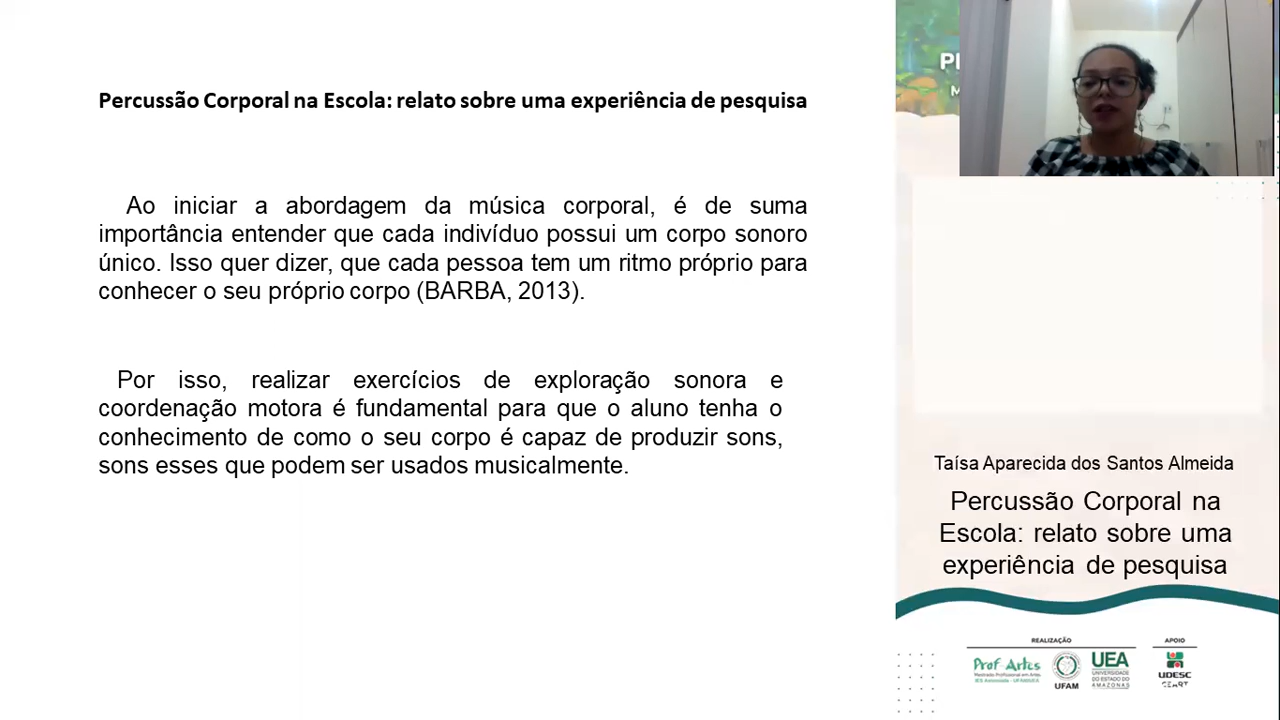 Percussão Corporal na Escola: relato sobre uma experiência de pesquisa
Ao iniciar a abordagem da música corporal, é de suma
importância entender que cada indivíduo possui um corpo sonoro
único. Isso quer dizer, que cada pessoa tem um ritmo próprio para
conhecer o seu próprio corpo (BARBA, 2013).
Por isso, realizar exercícios de exploração sonora e
coordenação motora é fundamental para que o aluno tenha o
conhecimento de como o seu corpo é capaz de produzir sons,
sons esses que podem ser usados musicalmente.
Taísa Aparecida dos Santos Almeida
Percussão Corporal na
Escola: relato sobre uma
experiência de pesquisa
REALIZAÇÃO
APOIO
Prof Artes
Mestrado Profissional em Artes
UFAM
UEA
UNIVERSIDADE
DO ESTADO DO
AMAZONAS
UDESC
CEART